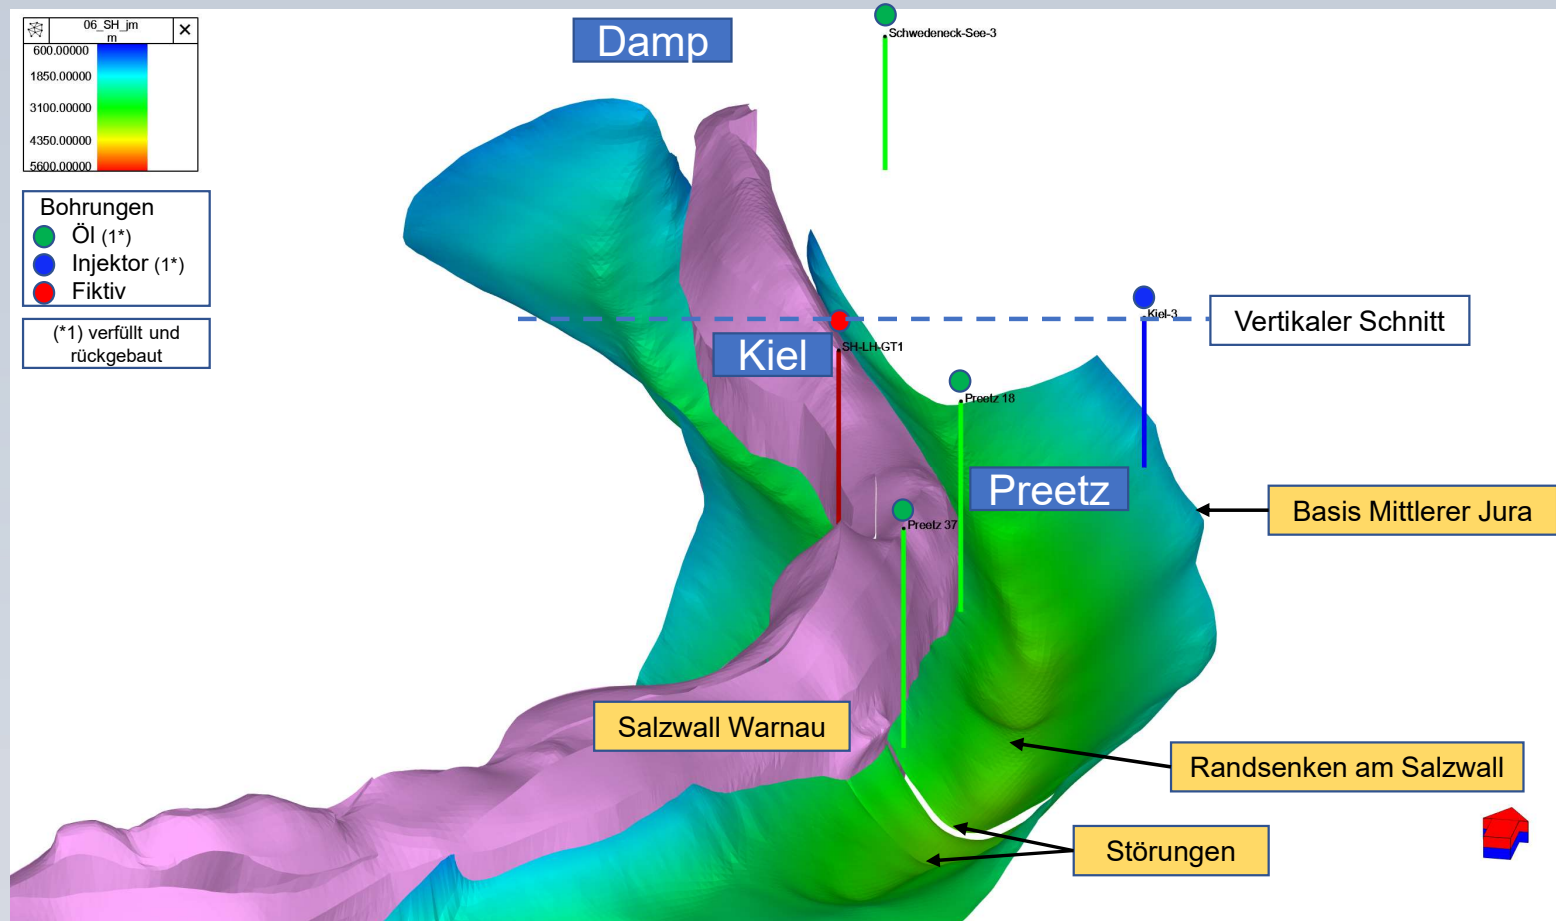 06_SH_jm
m
600.00000
1850.00000
3100.00000
4350.00000
5600.00000
Bohrungen
Öl (1*)
Injektor (1*)
Fiktiv
(*1) verfüllt und
rückgebaut
Damp
Schwedeneck-See-3
Kiel-3
Vertikaler Schnitt
Kiel
SH-LH-GT1
Preetz 18
Preetz
Preetz 37
Basis Mittlerer Jura
Salzwall Warnau
Randsenken am Salzwall
Störungen